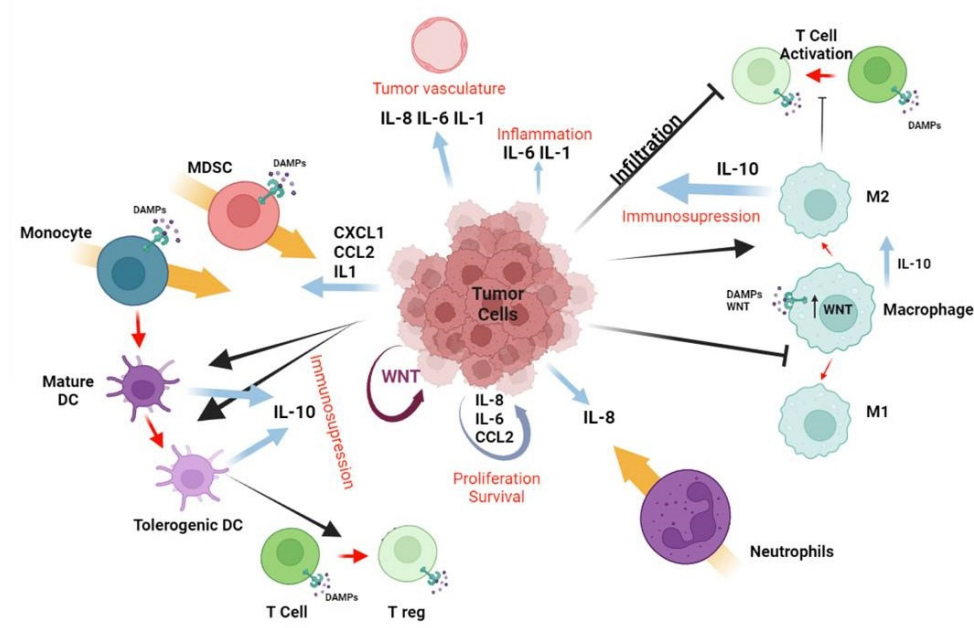 T Cell
Activation
DAMPs
Tumor vasculature
IL-8 IL-6 IL-1
Inflammation
IL-6 IL-1
Infiltration
IL-10
Immunosupression
M2
IL-10
DAMPs
WNT
WNT
Macrophage
M1
MDSC
DAMPs
DAMPs
Monocyte
CXCL1
CCL2
IL1
Tumor
Cells
Mature
DC
IL-10
Immunosupression
WNT
IL-8
IL-6
CCL2
IL-8
Proliferation
Survival
Tolerogenic DC
Neutrophils
DAMPs
T Cell
T reg